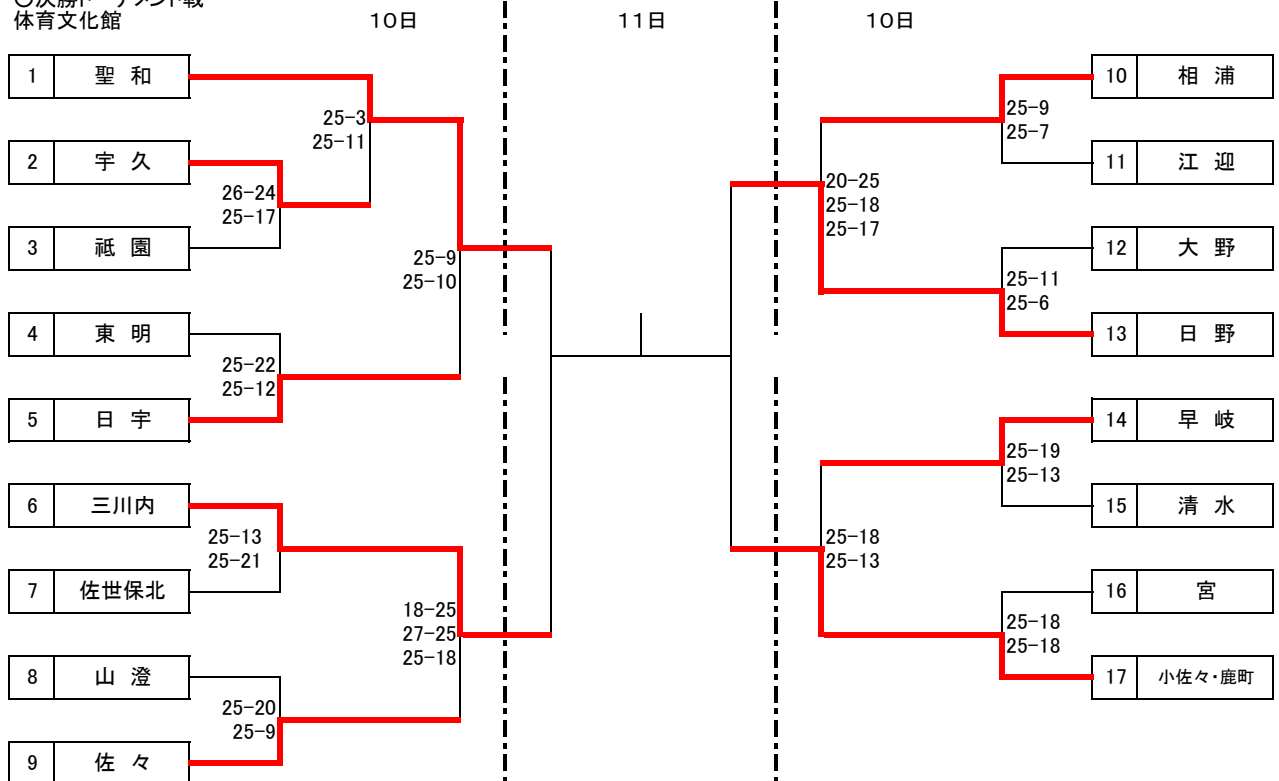 体育文化館
10日
11日
10日
1 聖 和
2 宇 久
3 祇 園
4 東 明
5 日 宇
6 三川内
7 佐世保北
8 山 澄
9 佐 々
25-3
25-11
26-24
25-17
25-9
25-10
25-22
25-12
25-13
25-21
18-25
27-25
25-18
25-20
25-9
10 相 浦
11 江 迎
12 大 野
13 日 野
14 早 岐
15 清 水
16 宮
17 小佐々・鹿町
25-9
25-7
20-25
25-18
25-17
25-11
25-6
25-19
25-13
25-18
25-13
25-18
25-18